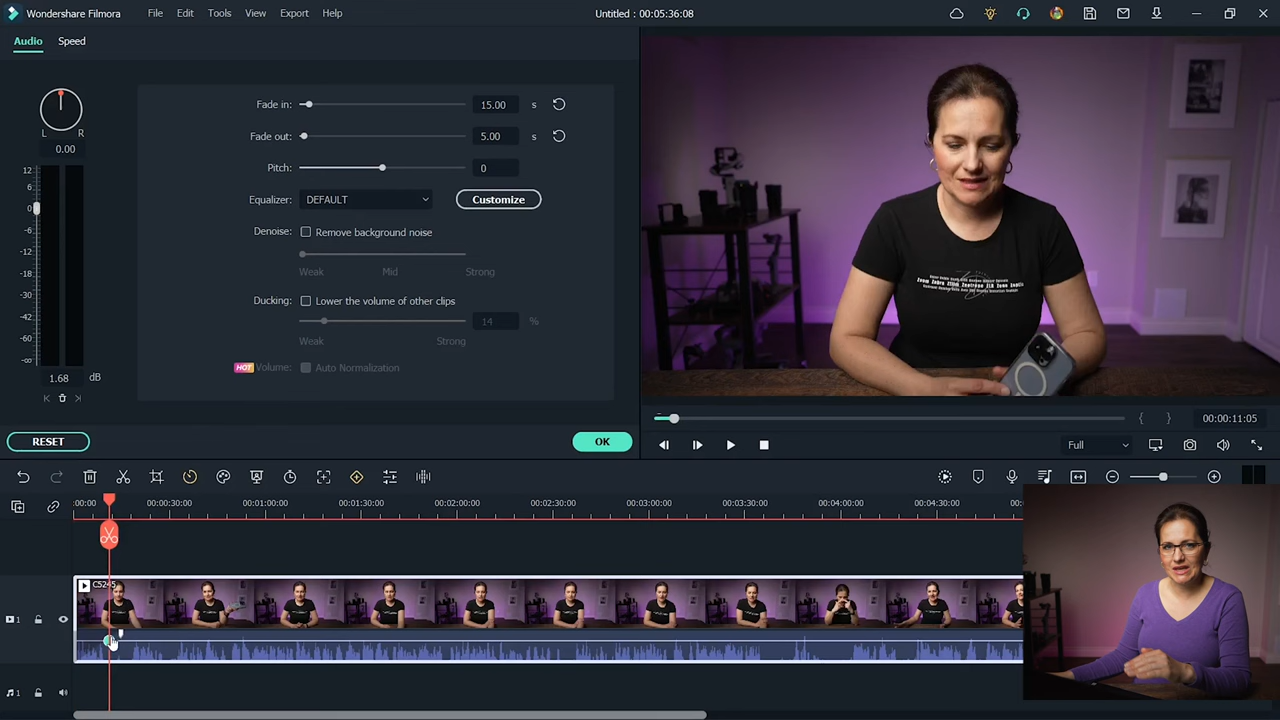 Wondershare Filmora File Edit Tools View Export Help Untitled : 00:05:36:08
Audio Speed
Fade in: 15.00 s
Fade out: 5.00 s
L R
0.00
Pitch: 0
12
6
0
-6
-12
-18
-30
-42
-60
-∞
Equalizer: DEFAULT Customize
Denoise: Remove background noise
Weak Mid Strong
Ducking: Lower the volume of other clips
14 %
Weak Strong
HOT Volume: Auto Normalization
1.68 dB
RESET OK
{ } 00:00:11:05
Full
:00:00 00:00:30:00 00:01:00:00 00:01:30:00 00:02:00:00 00:02:30:00 00:03:00:00 00:03:30:00 00:04:00:00 00:04:30:00
C5245
1
1